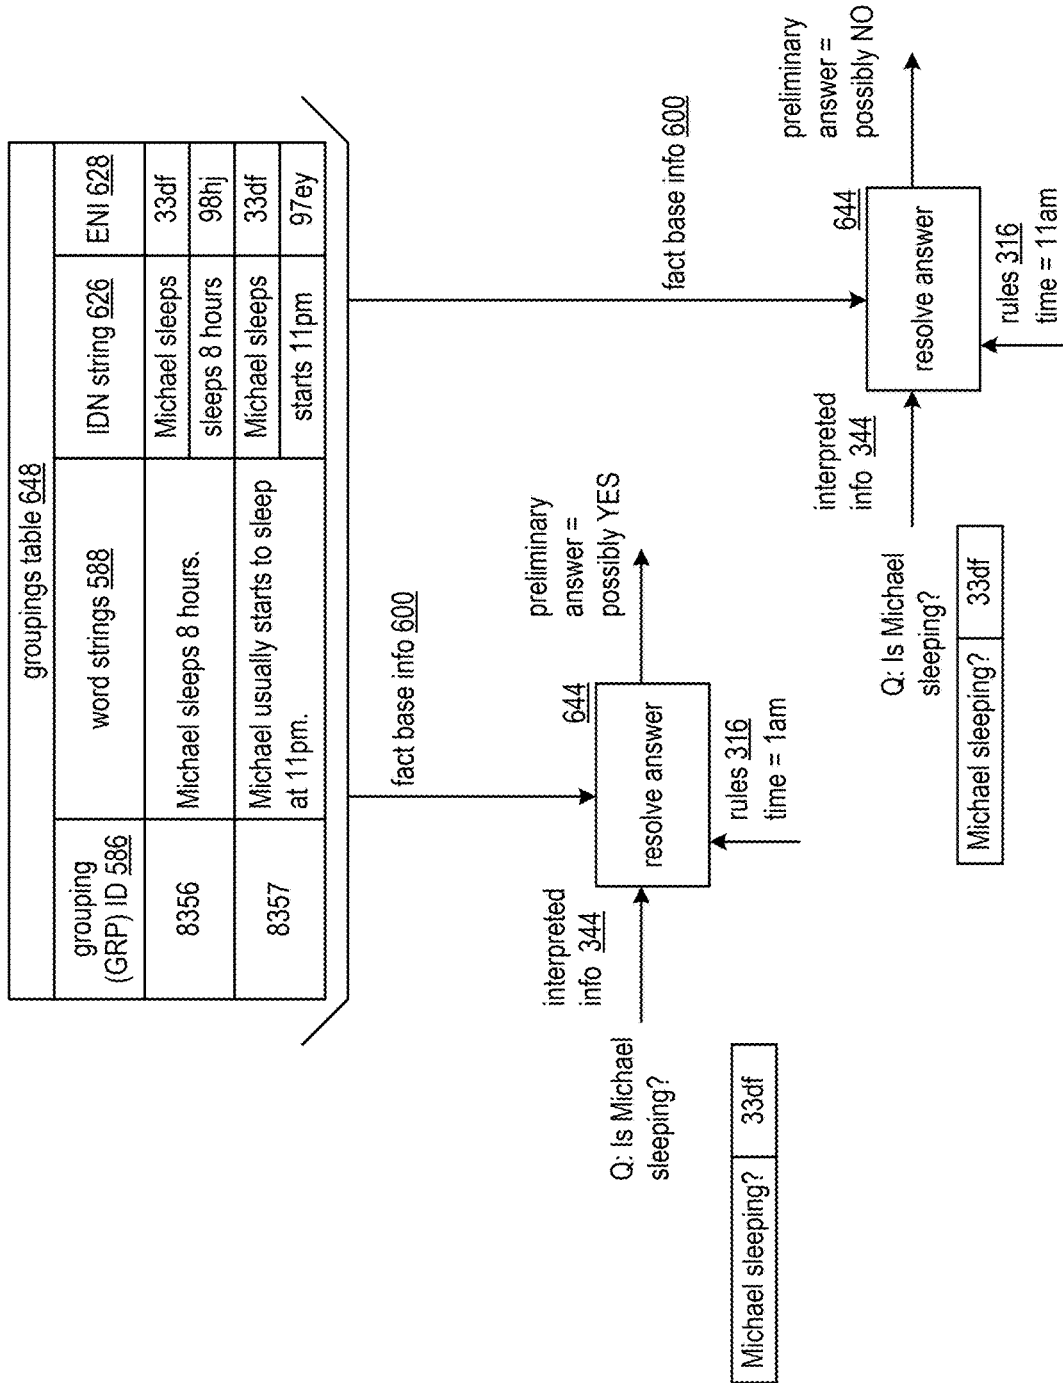 groupings table 648
grouping
(GRP) ID 586
word strings 588
IDN string 626
ENI 628
8356
Michael sleeps 8 hours.
Michael sleeps
33df
sleeps 8 hours
98hj
8357
Michael usually starts to sleep
at 11pm.
Michael sleeps
33df
starts 11pm
97ey
fact base info 600
fact base info 600
Q: Is Michael
sleeping?
interpreted
info 344
644
resolve answer
preliminary
answer =
possibly YES
rules 316
time = 1am
Michael sleeping?
33df
Q: Is Michael
sleeping?
interpreted
info 344
644
resolve answer
preliminary
answer =
possibly NO
rules 316
time = 11am
Michael sleeping?
33df